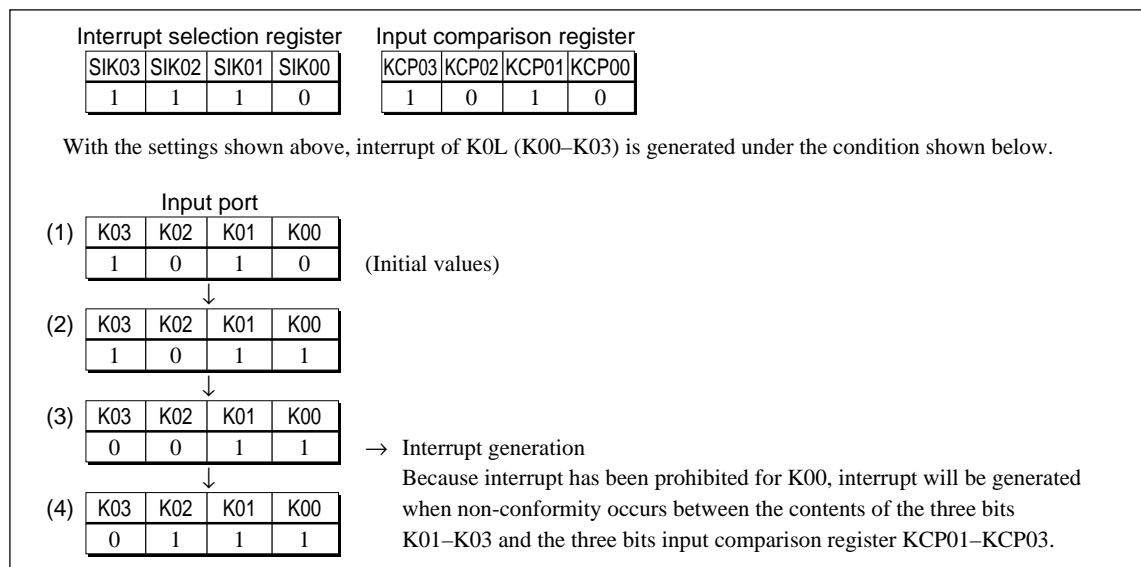 Interrupt selection register Input comparison register
SIK03 SIK02 SIK01 SIK00 KCP03 KCP02 KCP01 KCP00
1 1 1 0 1 0 1 0
With the settings shown above, interrupt of K0L (K00–K03) is generated under the condition shown below.
Input port
(1) K03 K02 K01 K00
1 0 1 0 (Initial values)
↓
(2) K03 K02 K01 K00
1 0 1 1
↓
(3) K03 K02 K01 K00
0 0 1 1 → Interrupt generation
↓ Because interrupt has been prohibited for K00, interrupt will be generated
(4) K03 K02 K01 K00 when non-conformity occurs between the contents of the three bits
0 1 1 1 K01–K03 and the three bits input comparison register KCP01–KCP03.